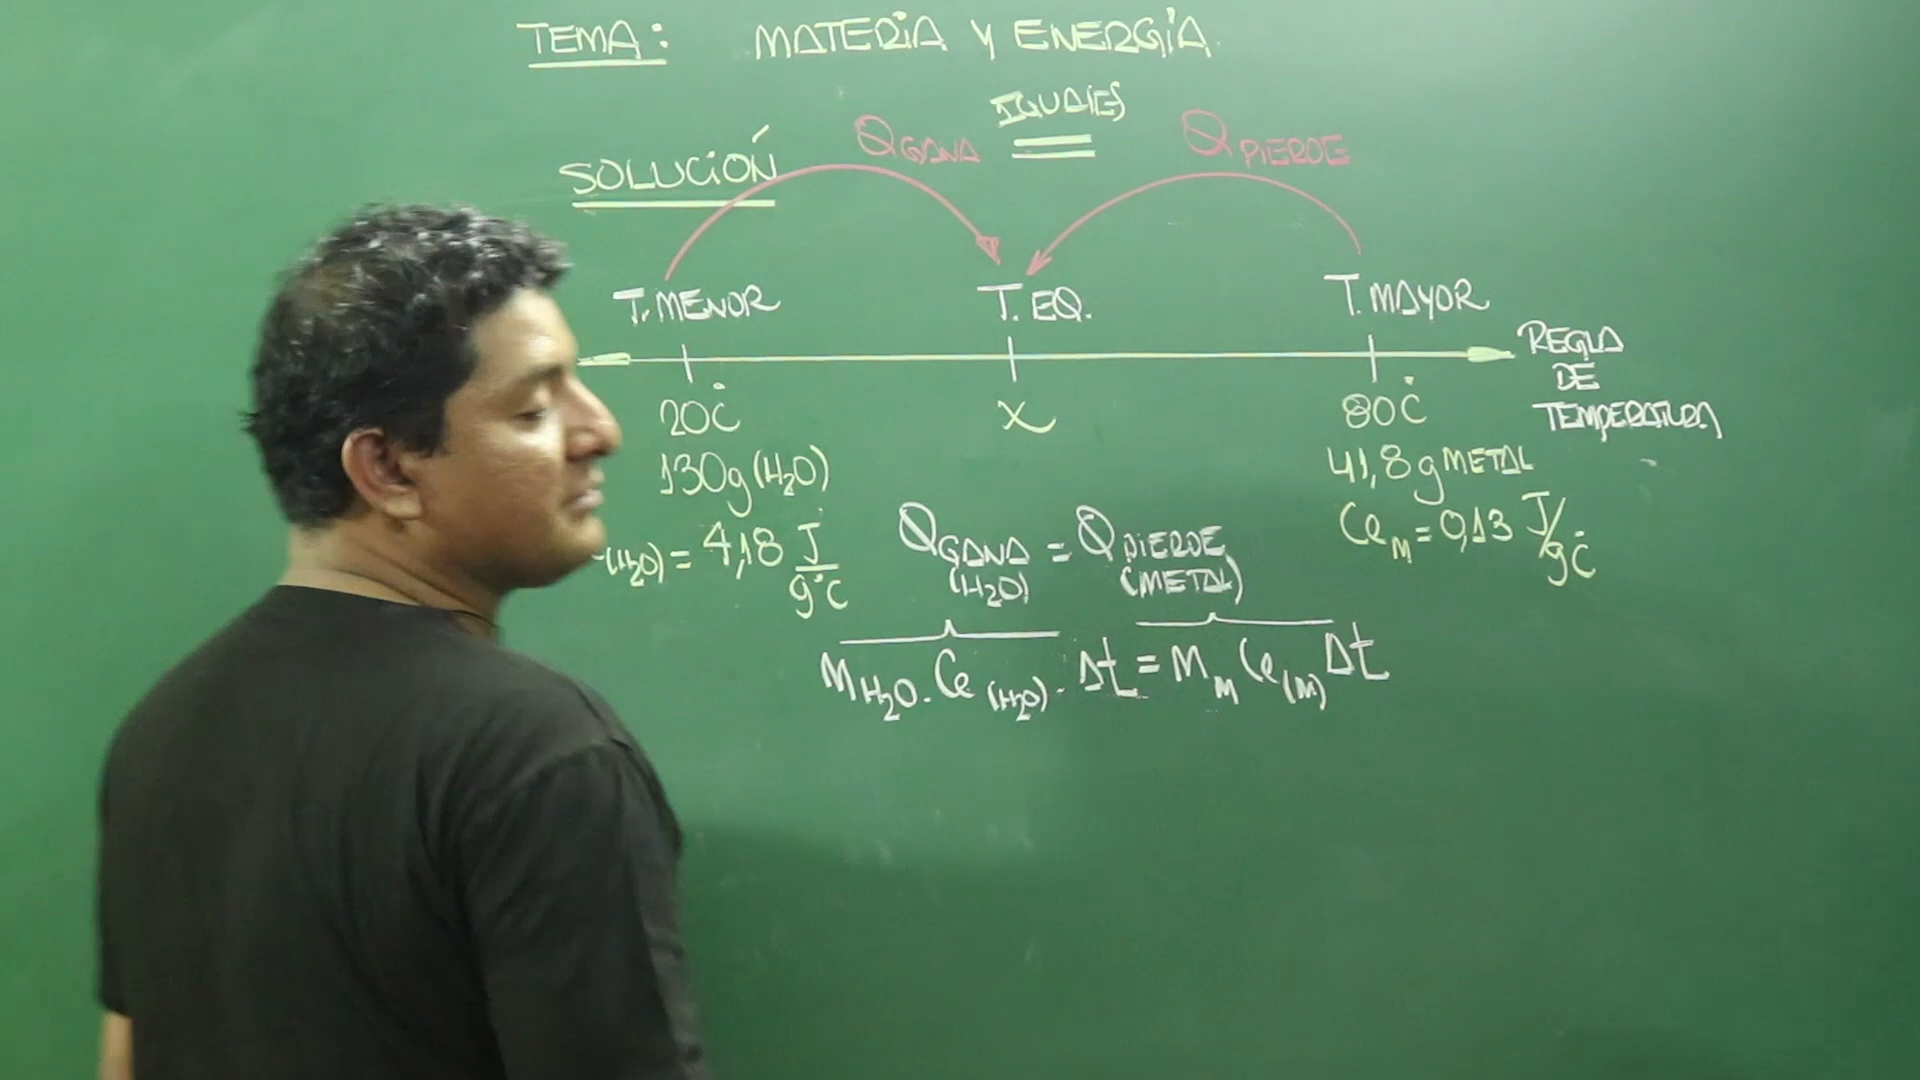 TEMA: MATERIA Y ENERGÍA.
IGUALES
SOLUCIÓN
QGANA = QPIERDE
T. MENOR T. EQ. T. MAYOR
REGLA DE TEMPERATURA
20°C X 80°C
130g (H₂O) 41,8 g METAL
(H₂O) = 4,18 J/g°C
CeM = 0,13 J/g°C
QGANA (H₂O) = QPIERDE (METAL)
MH₂O . Ce (H₂O) . Δt = MM Ce(M) Δt